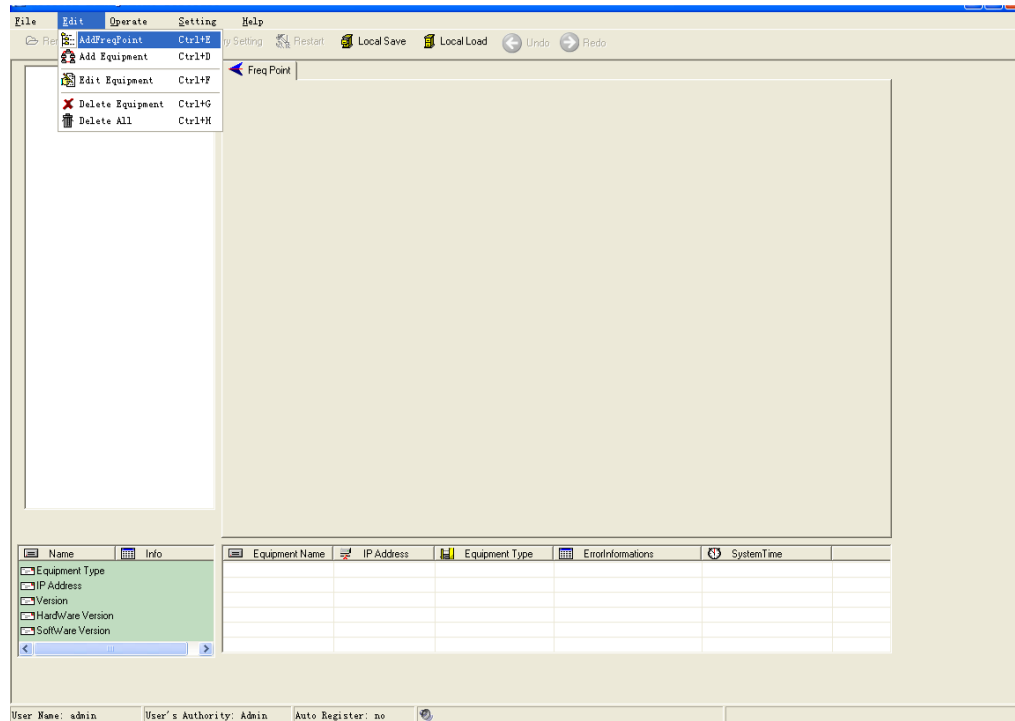 File Edit Operate Setting Help
AddFreqPoint Ctrl+E
Setting Restart Local Save Local Load Undo Redo
Add Equipment Ctrl+D
Freq Point
Edit Equipment Ctrl+F
Delete Equipment Ctrl+G
Delete All Ctrl+H
Name Info Equipment Name IP Address Equipment Type ErrorInformations SystemTime
Equipment Type
IP Address
Version
HardWare Version
SoftWare Version
User Name: admin User's Authority: Admin Auto Register: no